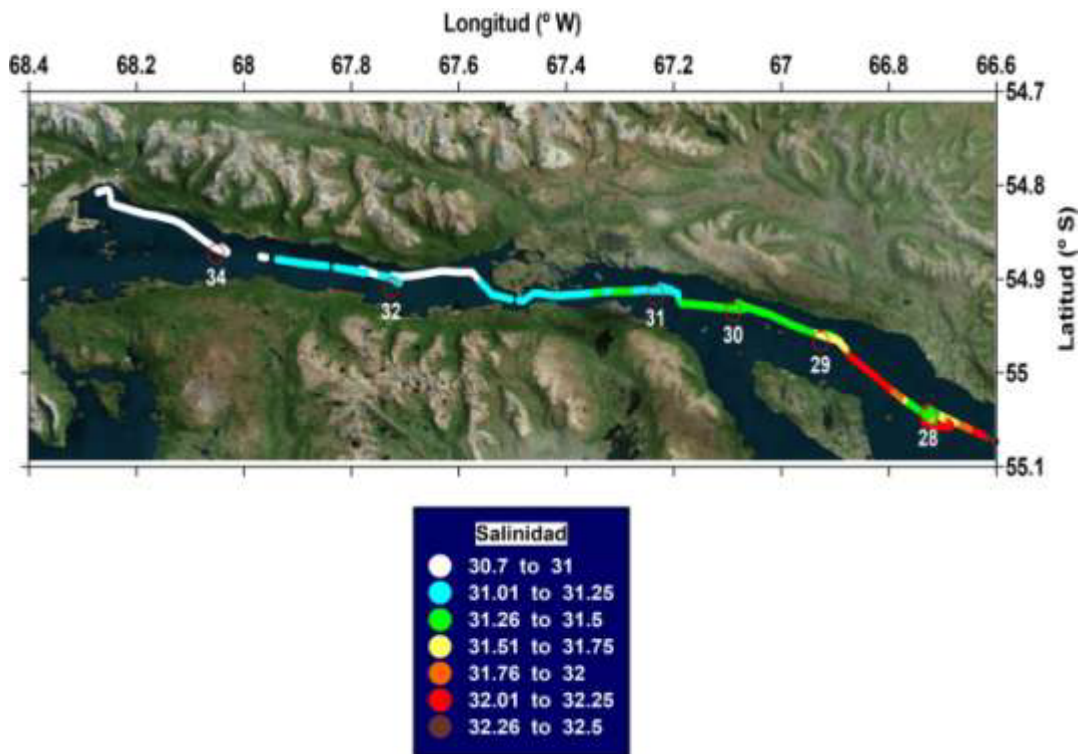 Longitud (º W)
68.4 68.2 68 67.8 67.6 67.4 67.2 67 66.8 66.6
54.7
54.8
54.9
55
55.1
Latitud (º S)
34
32
31
30
29
28
Salinidad
30.7 to 31
31.01 to 31.25
31.26 to 31.5
31.51 to 31.75
31.76 to 32
32.01 to 32.25
32.26 to 32.5